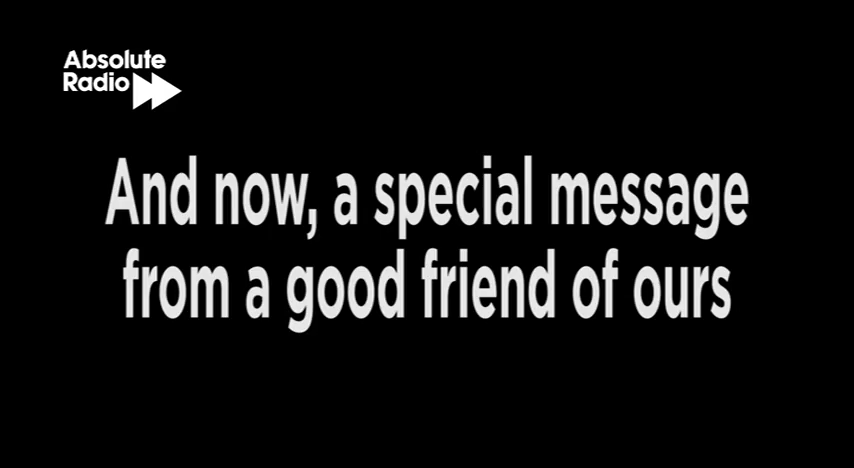 Absolute
Radio
And now, a special message
from a good friend of ours